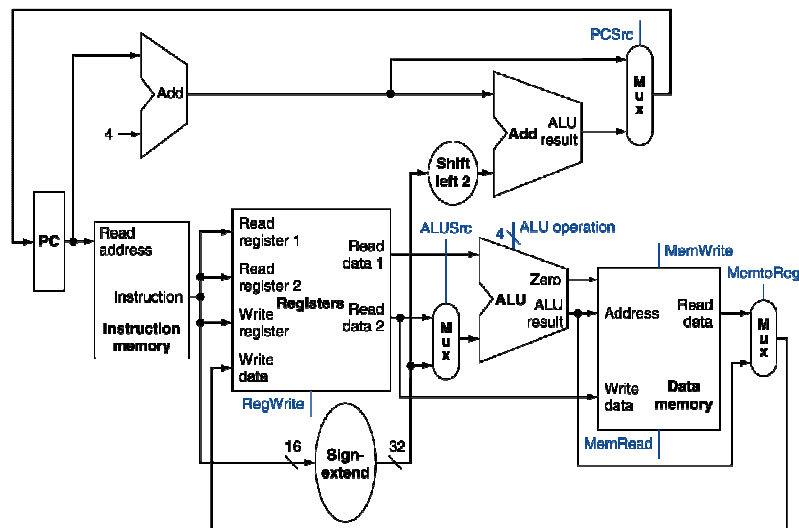 PCSrc
M
u
x
Add
4
Add
ALU
result
Shift
left 2
PC
Read
address
Instruction
Instruction
memory
Read
register 1
Read
register 2
Write
register
Write
data
Registers
Read
data 1
Read
data 2
RegWrite
ALUSrc
M
u
x
4
ALU operation
Zero
ALU
ALU
result
MemWrite
Address
Read
data
Write
data
Data
memory
MemRead
MemtoReg
M
u
x
16
Sign-
extend
32